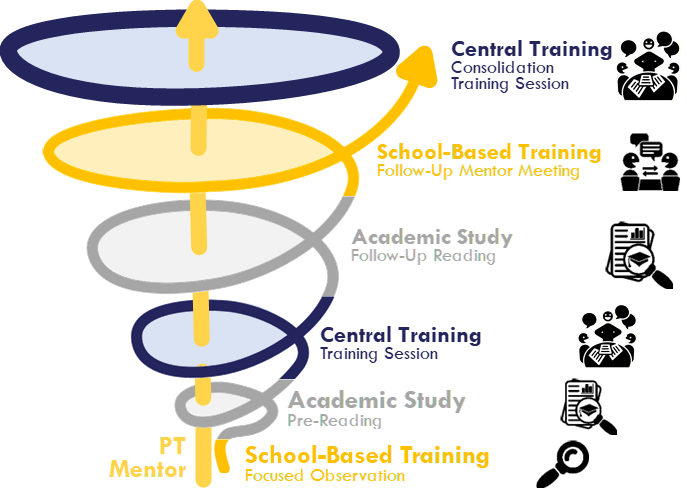 Central Training
Consolidation
Training Session
School-Based Training
Follow-Up Mentor Meeting
Academic Study
Follow-Up Reading
Central Training
Training Session
Academic Study
Pre-Reading
PT
Mentor
School-Based Training
Focused Observation